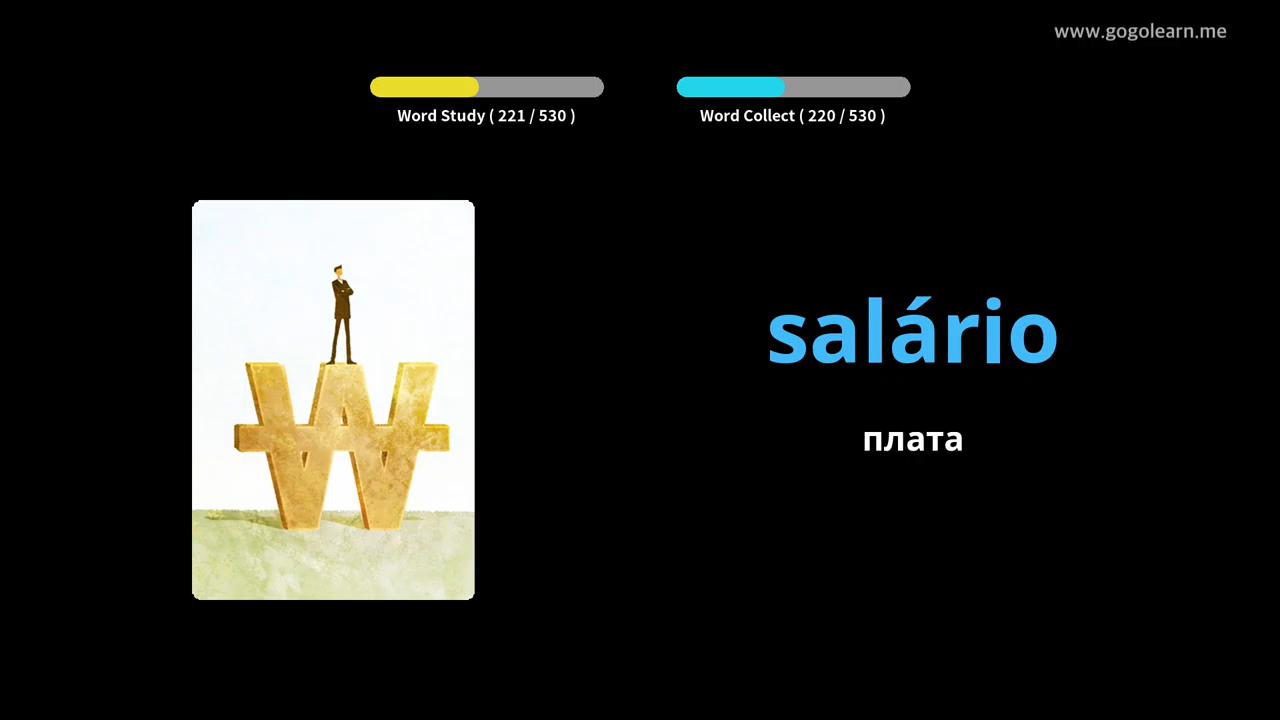 www.gogolearn.me
Word Study ( 221 / 530 )
Word Collect ( 220 / 530 )
salário
плата